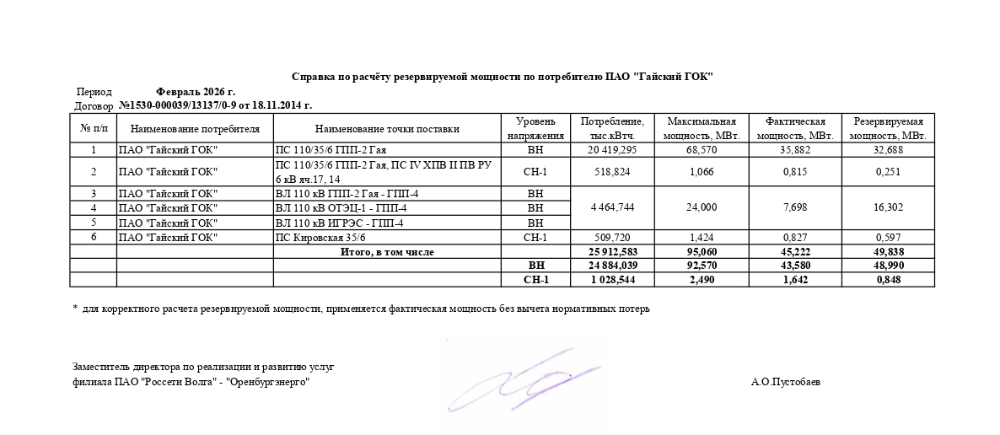 Справка по расчёту резервируемой мощности по потребителю ПАО "Гайский ГОК"
Период Февраль 2026 г.
Договор №1530-000039/13137/0-9 от 18.11.2014 г.
№ п/п Наименование потребителя Наименование точки поставки Уровень напряжения Потребление, тыс.кВтч. Максимальная мощность, МВт. Фактическая мощность, МВт. Резервируемая мощность, МВт.
1 ПАО "Гайский ГОК" ПС 110/35/6 ГПП-2 Гая ВН 20 419,295 68,570 35,882 32,688
2 ПАО "Гайский ГОК" ПС 110/35/6 ГПП-2 Гая, ПС IV ХПВ II ПВ РУ 6 кВ яч.17, 14 СН-1 518,824 1,066 0,815 0,251
3 ПАО "Гайский ГОК" ВЛ 110 кВ ГПП-2 Гая - ГПП-4 ВН
4 ПАО "Гайский ГОК" ВЛ 110 кВ ОТЭЦ-1 - ГПП-4 ВН 4 464,744 24,000 7,698 16,302
5 ПАО "Гайский ГОК" ВЛ 110 кВ ИГРЭС - ГПП-4 ВН
6 ПАО "Гайский ГОК" ПС Кировская 35/6 СН-1 509,720 1,424 0,827 0,597
Итого, в том числе 25 912,583 95,060 45,222 49,838
ВН 24 884,039 92,570 43,580 48,990
СН-1 1 028,544 2,490 1,642 0,848
* для корректного расчета резервируемой мощности, применяется фактическая мощность без вычета нормативных потерь
Заместитель директора по реализации и развитию услуг
филиала ПАО "Россети Волга" - "Оренбургэнерго" А.О.Пустобаев